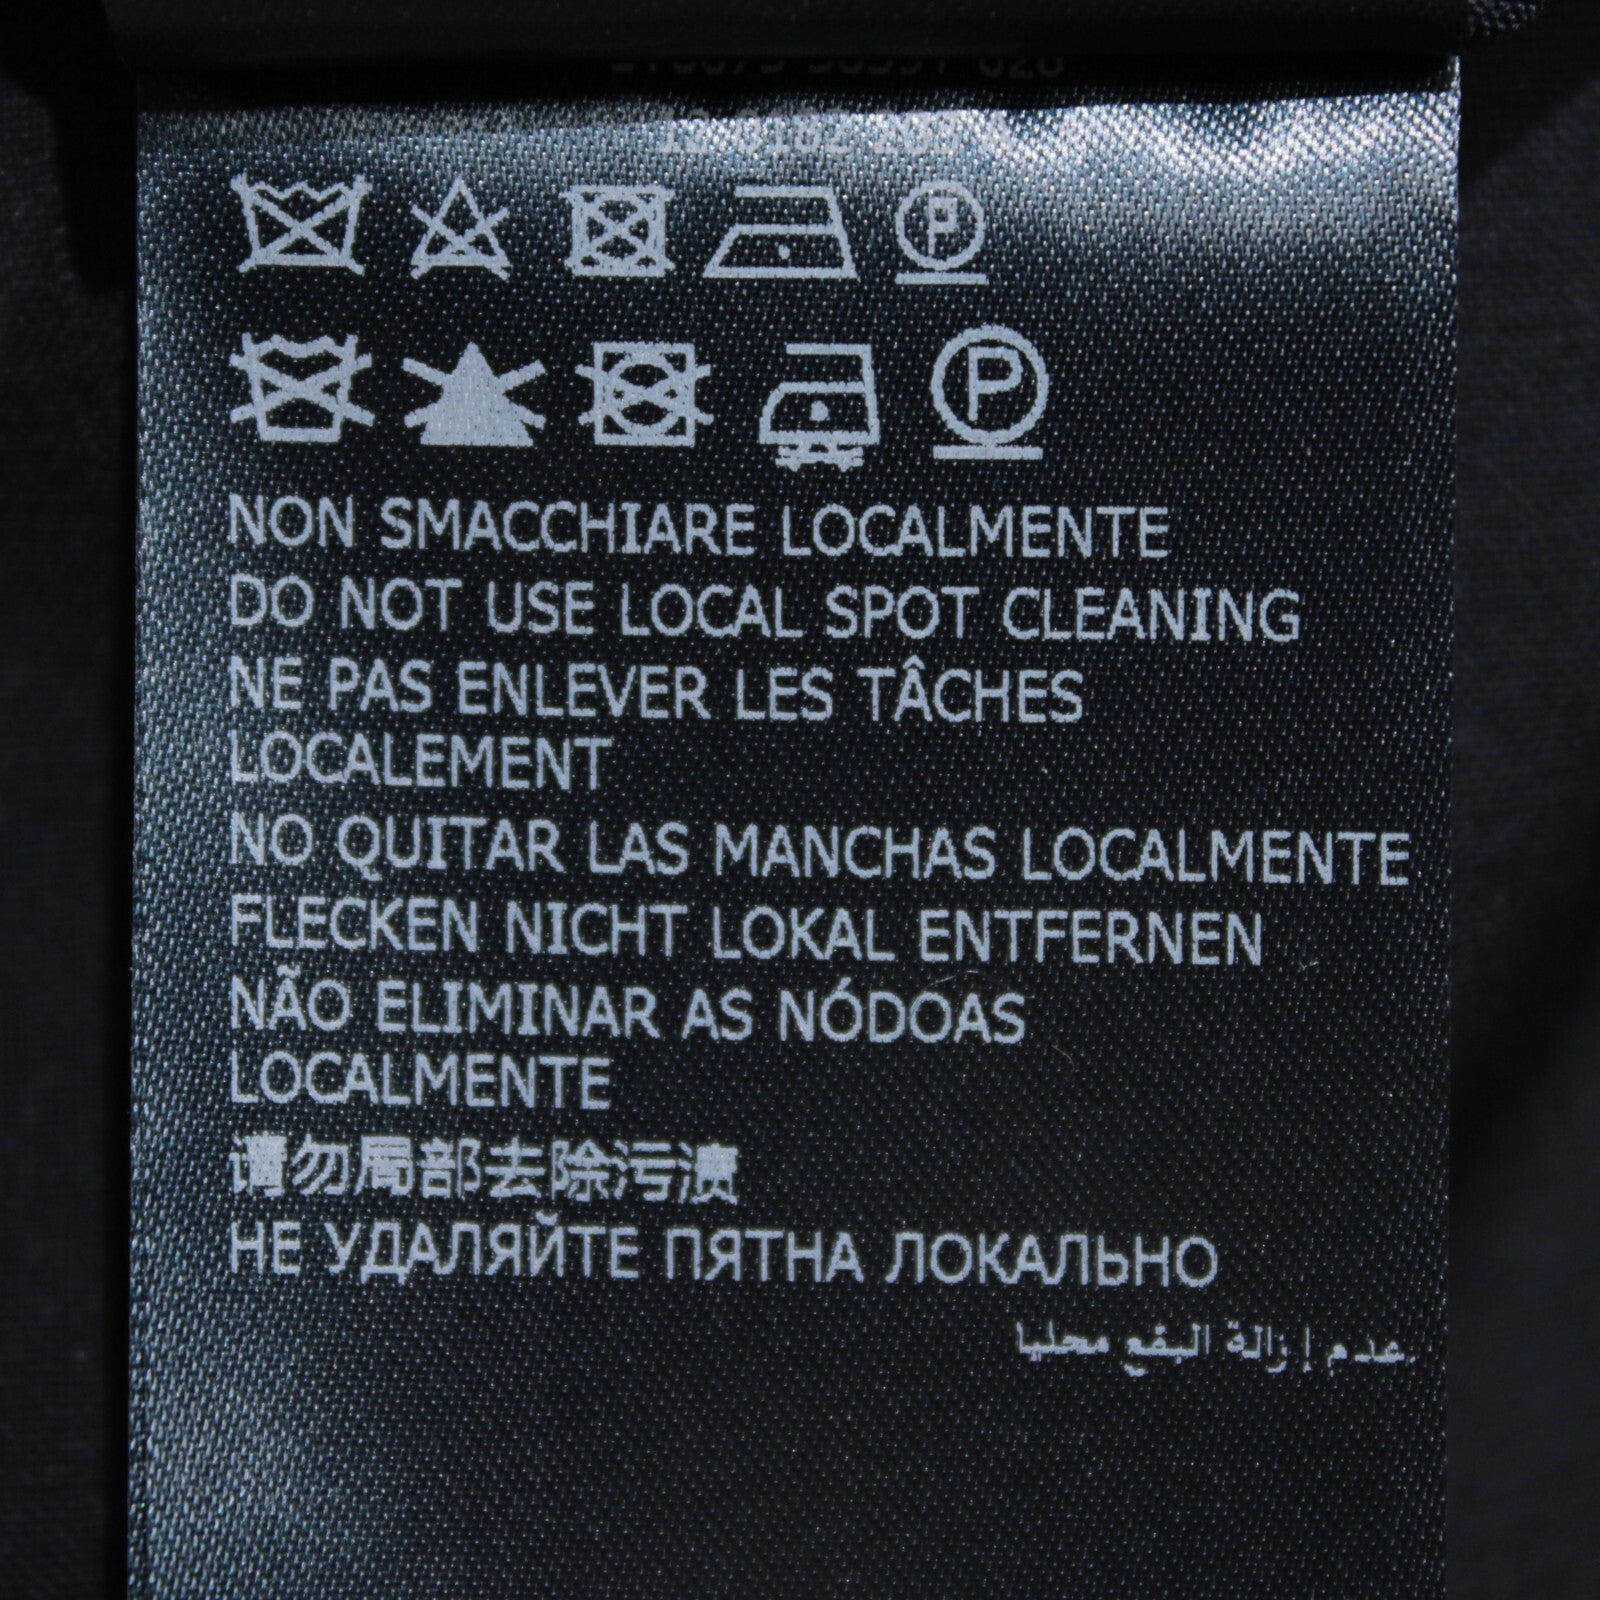 P
P
NON SMACCHIARE LOCALMENTE
DO NOT USE LOCAL SPOT CLEANING
NE PAS ENLEVER LES TÂCHES
LOCALEMENT
NO QUITAR LAS MANCHAS LOCALMENTE
FLECKEN NICHT LOKAL ENTFERNEN
NÃO ELIMINAR AS NÓDOAS
LOCALMENTE
请勿局部去除污渍
НЕ УДАЛЯЙТЕ ПЯТНА ЛОКАЛЬНО
عدم إزالة البقع محليا.